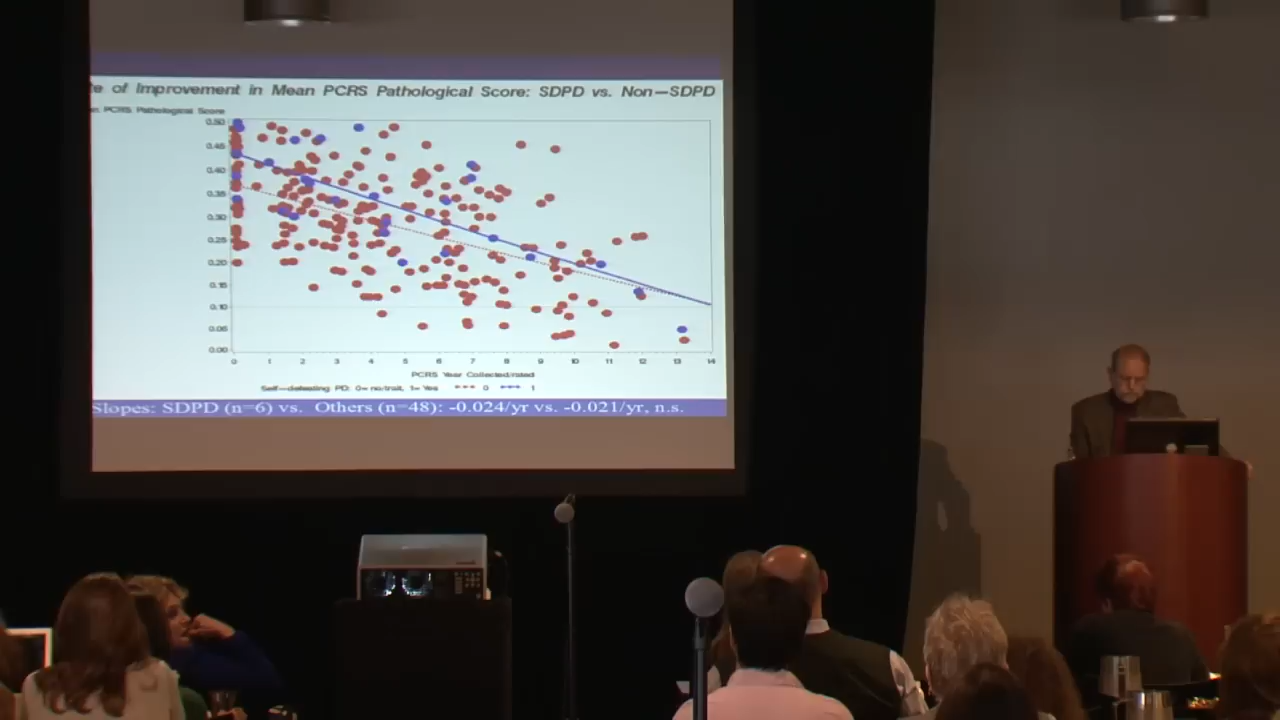 of Improvement in Mean PCRS Pathological Score: SDPD vs. Non—SDPD
PCRS Pathological Score
0.50
0.45
0.40
0.35
0.30
0.25
0.20
0.15
0.10
0.05
0.00
0 1 2 3 4 5 6 7 8 9 10 11 12 13 14
PCRS Year Collected/rated
Self—defeating PD: 0= no/trait, 1= Yes 0 1
Slopes: SDPD (n=6) vs. Others (n=48): -0.024/yr vs. -0.021/yr, n.s.